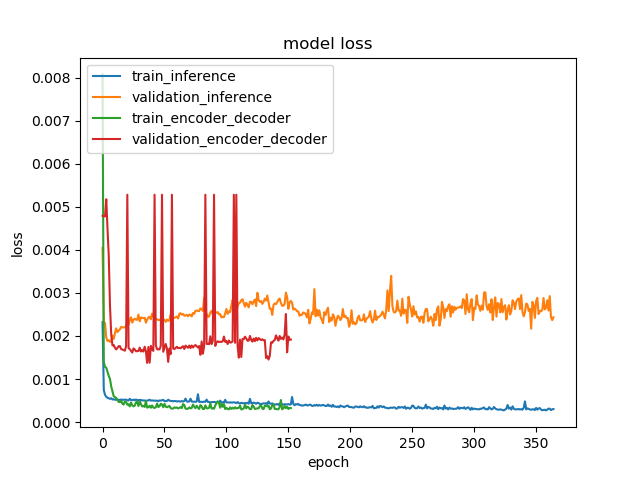 model loss
0.008
0.007
0.006
0.005
0.004
0.003
0.002
0.001
0.000
loss
train_inference
validation_inference
train_encoder_decoder
validation_encoder_decoder
0 50 100 150 200 250 300 350
epoch